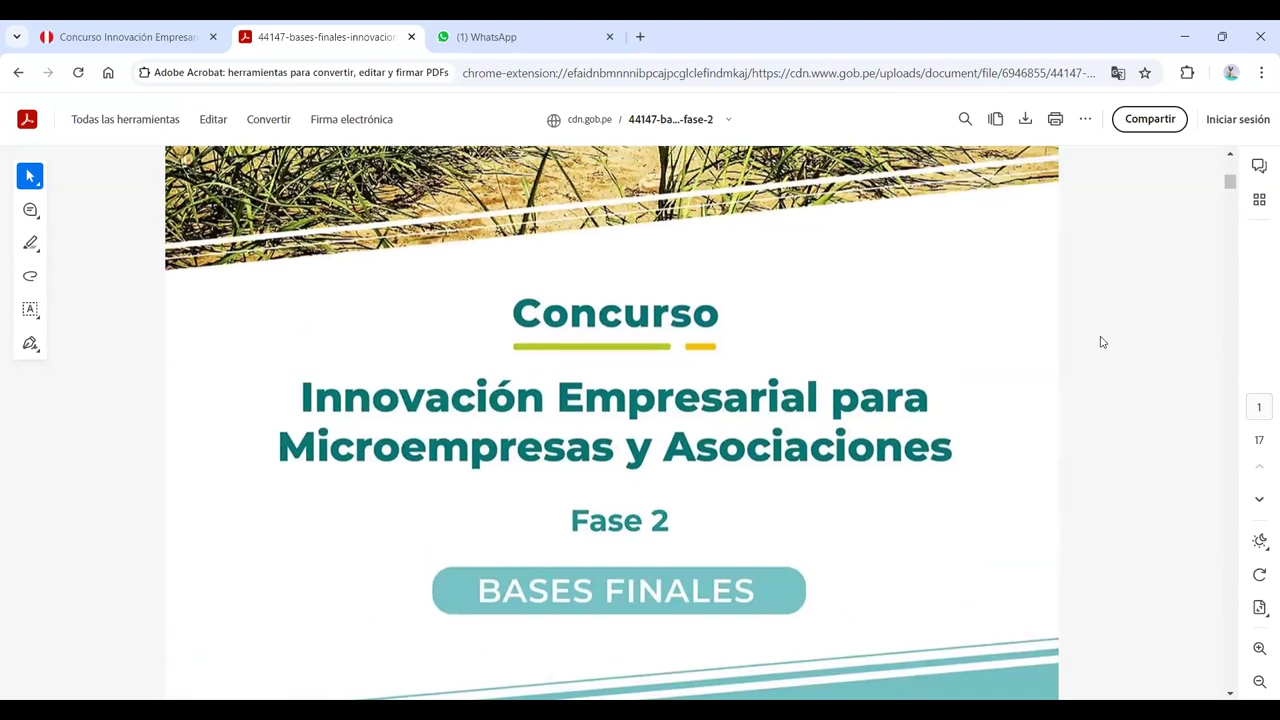 Concurso Innovación Empresar
44147-bases-finales-innovacion
(1) WhatsApp
Adobe Acrobat: herramientas para convertir, editar y firmar PDFs
chrome-extension://efaidnbmnnnibpcajpcglclefindmkaj/https://cdn.www.gob.pe/uploads/document/file/6946855/44147-...
Todas las herramientas
Editar
Convertir
Firma electrónica
cdn.gob.pe / 44147-ba...-fase-2
Compartir
Iniciar sesión
Concurso
Innovación Empresarial para
Microempresas y Asociaciones
Fase 2
BASES FINALES
1
17